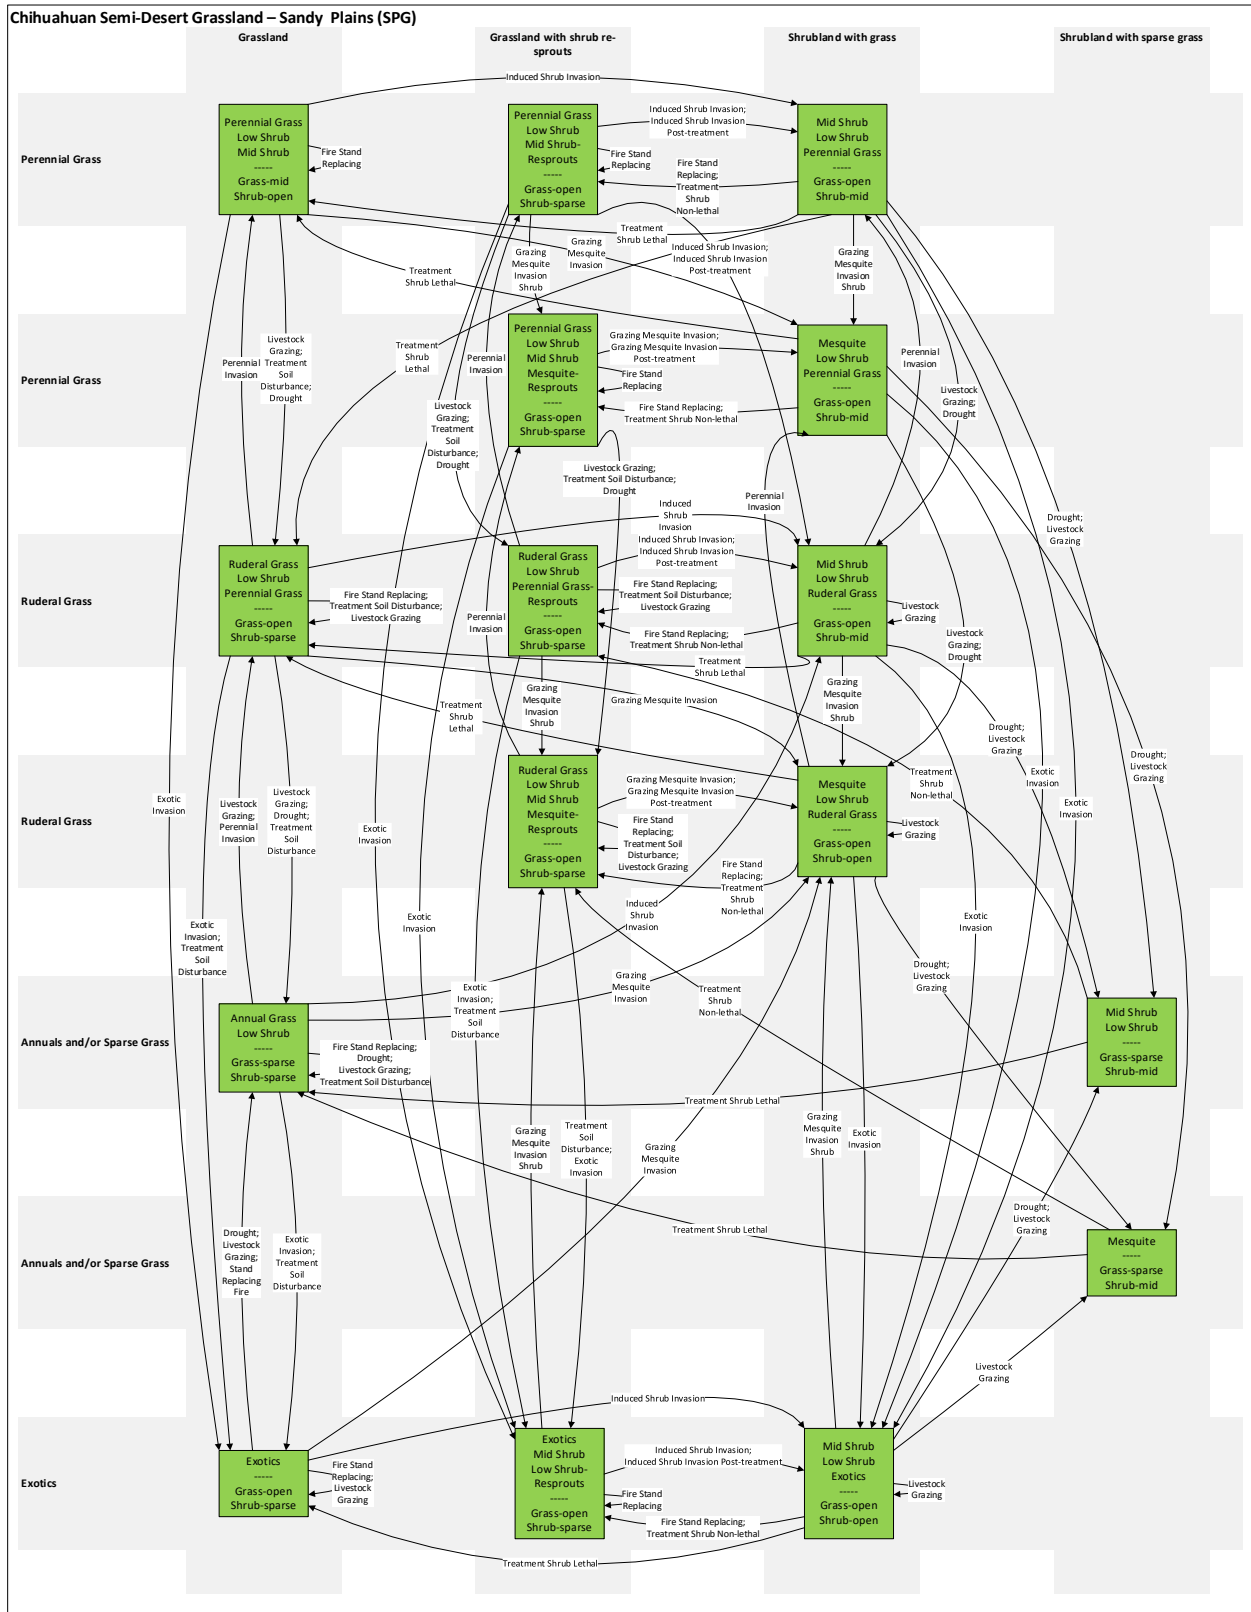 Chihuahuan Semi-Desert Grassland – Sandy Plains (SPG)
Grassland
Grassland with shrub re-
sprouts
Shrubland with grass
Shrubland with sparse grass
Induced Shrub Invasion
Perennial Grass
Perennial Grass
Low Shrub
Mid Shrub
-----
Grass-mid
Shrub-open
Fire Stand
Replacing
Perennial Grass
Low Shrub
Mid Shrub-
Resprouts
-----
Grass-open
Shrub-sparse
Fire Stand
Replacing
Induced Shrub Invasion;
Induced Shrub Invasion
Post-treatment
Fire Stand
Replacing;
Treatment
Shrub
Non-lethal
Mid Shrub
Low Shrub
Perennial Grass
-----
Grass-open
Shrub-mid
Treatment
Shrub Lethal
Grazing
Mesquite
Invasion
Treatment
Shrub Lethal
Grazing
Mesquite
Invasion
Shrub
Induced Shrub Invasion;
Induced Shrub Invasion
Post-treatment
Grazing
Mesquite
Invasion
Shrub
Perennial Grass
Perennial
Invasion
Livestock
Grazing;
Treatment
Soil
Disturbance;
Drought
Treatment
Shrub
Lethal
Perennial
Invasion
Livestock
Grazing;
Treatment
Soil
Disturbance;
Drought
Perennial Grass
Low Shrub
Mid Shrub
Mesquite-
Resprouts
-----
Grass-open
Shrub-sparse
Grazing Mesquite Invasion;
Grazing Mesquite Invasion
Post-treatment
Fire Stand
Replacing
Fire Stand Replacing;
Treatment Shrub Non-lethal
Mesquite
Low Shrub
Perennial Grass
-----
Grass-open
Shrub-mid
Perennial
Invasion
Livestock
Grazing;
Drought
Livestock Grazing;
Treatment Soil Disturbance;
Drought
Perennial
Invasion
Induced
Shrub
Invasion
Drought;
Livestock
Grazing
Ruderal Grass
Ruderal Grass
Low Shrub
Perennial Grass
-----
Grass-open
Shrub-sparse
Fire Stand Replacing;
Treatment Soil Disturbance;
Livestock Grazing
Perennial
Invasion
Ruderal Grass
Low Shrub
Perennial Grass-
Resprouts
-----
Grass-open
Shrub-sparse
Induced Shrub Invasion;
Induced Shrub Invasion
Post-treatment
Fire Stand Replacing;
Treatment Soil Disturbance;
Livestock Grazing
Fire Stand Replacing;
Treatment Shrub Non-lethal
Treatment
Shrub Lethal
Mid Shrub
Low Shrub
Ruderal Grass
-----
Grass-open
Shrub-mid
Livestock
Grazing
Livestock
Grazing;
Drought
Treatment
Shrub
Lethal
Grazing
Mesquite
Invasion
Shrub
Grazing Mesquite Invasion
Grazing
Mesquite
Invasion
Shrub
Drought;
Livestock
Grazing
Drought;
Livestock
Grazing
Ruderal Grass
Exotic
Invasion
Livestock
Grazing;
Perennial
Invasion
Livestock
Grazing;
Drought;
Treatment
Soil
Disturbance
Exotic
Invasion
Ruderal Grass
Low Shrub
Mid Shrub
Mesquite-
Resprouts
-----
Grass-open
Shrub-sparse
Grazing Mesquite Invasion;
Grazing Mesquite Invasion
Post-treatment
Fire Stand
Replacing;
Treatment Soil
Disturbance;
Livestock Grazing
Fire Stand
Replacing;
Treatment
Shrub
Non-lethal
Mesquite
Low Shrub
Ruderal Grass
-----
Grass-open
Shrub-open
Livestock
Grazing
Treatment
Shrub
Non-lethal
Exotic
Invasion
Exotic
Invasion
Exotic
Invasion;
Treatment
Soil
Disturbance
Exotic
Invasion
Induced
Shrub
Invasion
Exotic
Invasion
Drought;
Livestock
Grazing
Exotic
Invasion;
Treatment
Soil
Disturbance
Grazing
Mesquite
Invasion
Treatment
Shrub
Non-lethal
Annuals and/or Sparse Grass
Annual Grass
Low Shrub
-----
Grass-sparse
Shrub-sparse
Fire Stand Replacing;
Drought;
Livestock Grazing;
Treatment Soil Disturbance
Mid Shrub
Low Shrub
-----
Grass-sparse
Shrub-mid
Treatment Shrub Lethal
Grazing
Mesquite
Invasion
Shrub
Treatment
Soil
Disturbance;
Exotic
Invasion
Grazing
Mesquite
Invasion
Grazing
Mesquite
Invasion
Shrub
Exotic
Invasion
Annuals and/or Sparse Grass
Drought;
Livestock
Grazing;
Stand
Replacing
Fire
Exotic
Invasion;
Treatment
Soil
Disturbance
Treatment Shrub Lethal
Drought;
Livestock
Grazing
Mesquite
-----
Grass-sparse
Shrub-mid
Livestock
Grazing
Induced Shrub Invasion
Exotics
Exotics
-----
Grass-open
Shrub-sparse
Fire Stand
Replacing;
Livestock
Grazing
Exotics
Mid Shrub
Low Shrub-
Resprouts
-----
Grass-open
Shrub-sparse
Induced Shrub Invasion;
Induced Shrub Invasion Post-treatment
Fire Stand
Replacing
Fire Stand Replacing;
Treatment Shrub Non-lethal
Mid Shrub
Low Shrub
Exotics
-----
Grass-open
Shrub-open
Livestock
Grazing
Treatment Shrub Lethal